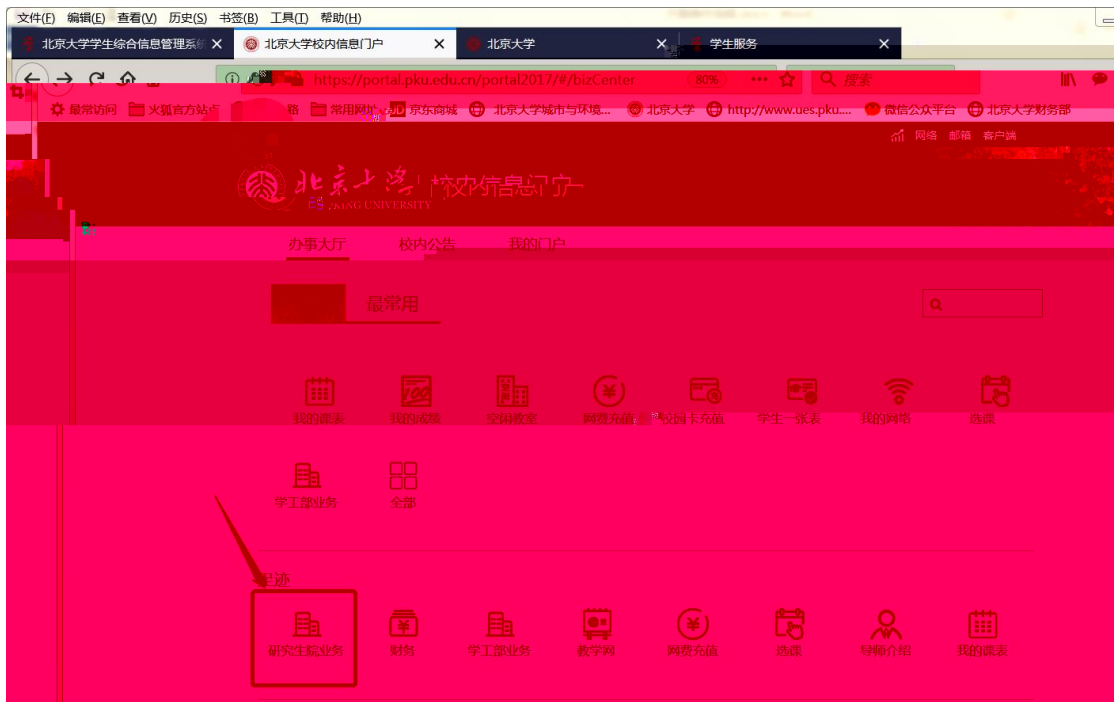 文件(F) 编辑(E) 查看(V) 历史(S) 书签(B) 工具(T) 帮助(H)
北京大学学生综合信息管理系统 北京大学校内信息门户 北京大学 学生服务
https://portal.pku.edu.cn/portal2017/#/bizCenter 80% 搜索
最常访问 火狐官方站点 常用网址 京东商城 北京大学城市与环境... 北京大学 http://www.ues.pku.... 微信公众平台 北京大学财务部
网络 邮箱 客户端
北京大学 校内信息门户
PEKING UNIVERSITY
办事大厅 校内公告 我的门户
最常用
我的课表 我的成绩 空闲教室 网费充值 校园卡充值 学生一张表 我的网络 选课
学工部业务 全部
足迹
研究生院业务 财务 学工部业务 教学网 网费充值 选课 导师介绍 我的课表